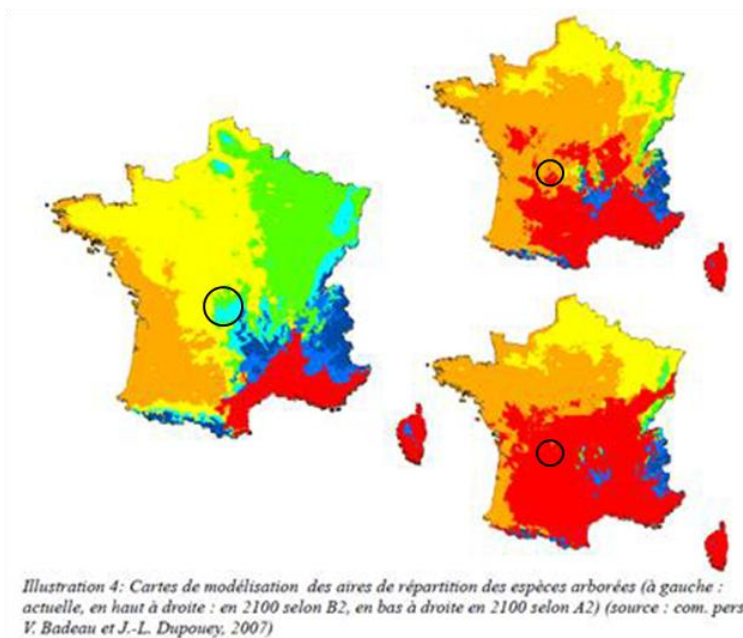 Illustration 4: Cartes de modélisation des aires de répartition des espèces arborées (à gauche :
actuelle, en haut à droite : en 2100 selon B2, en bas à droite en 2100 selon A2) (source : com. pers
V. Badeau et J.-L. Dupouey, 2007)